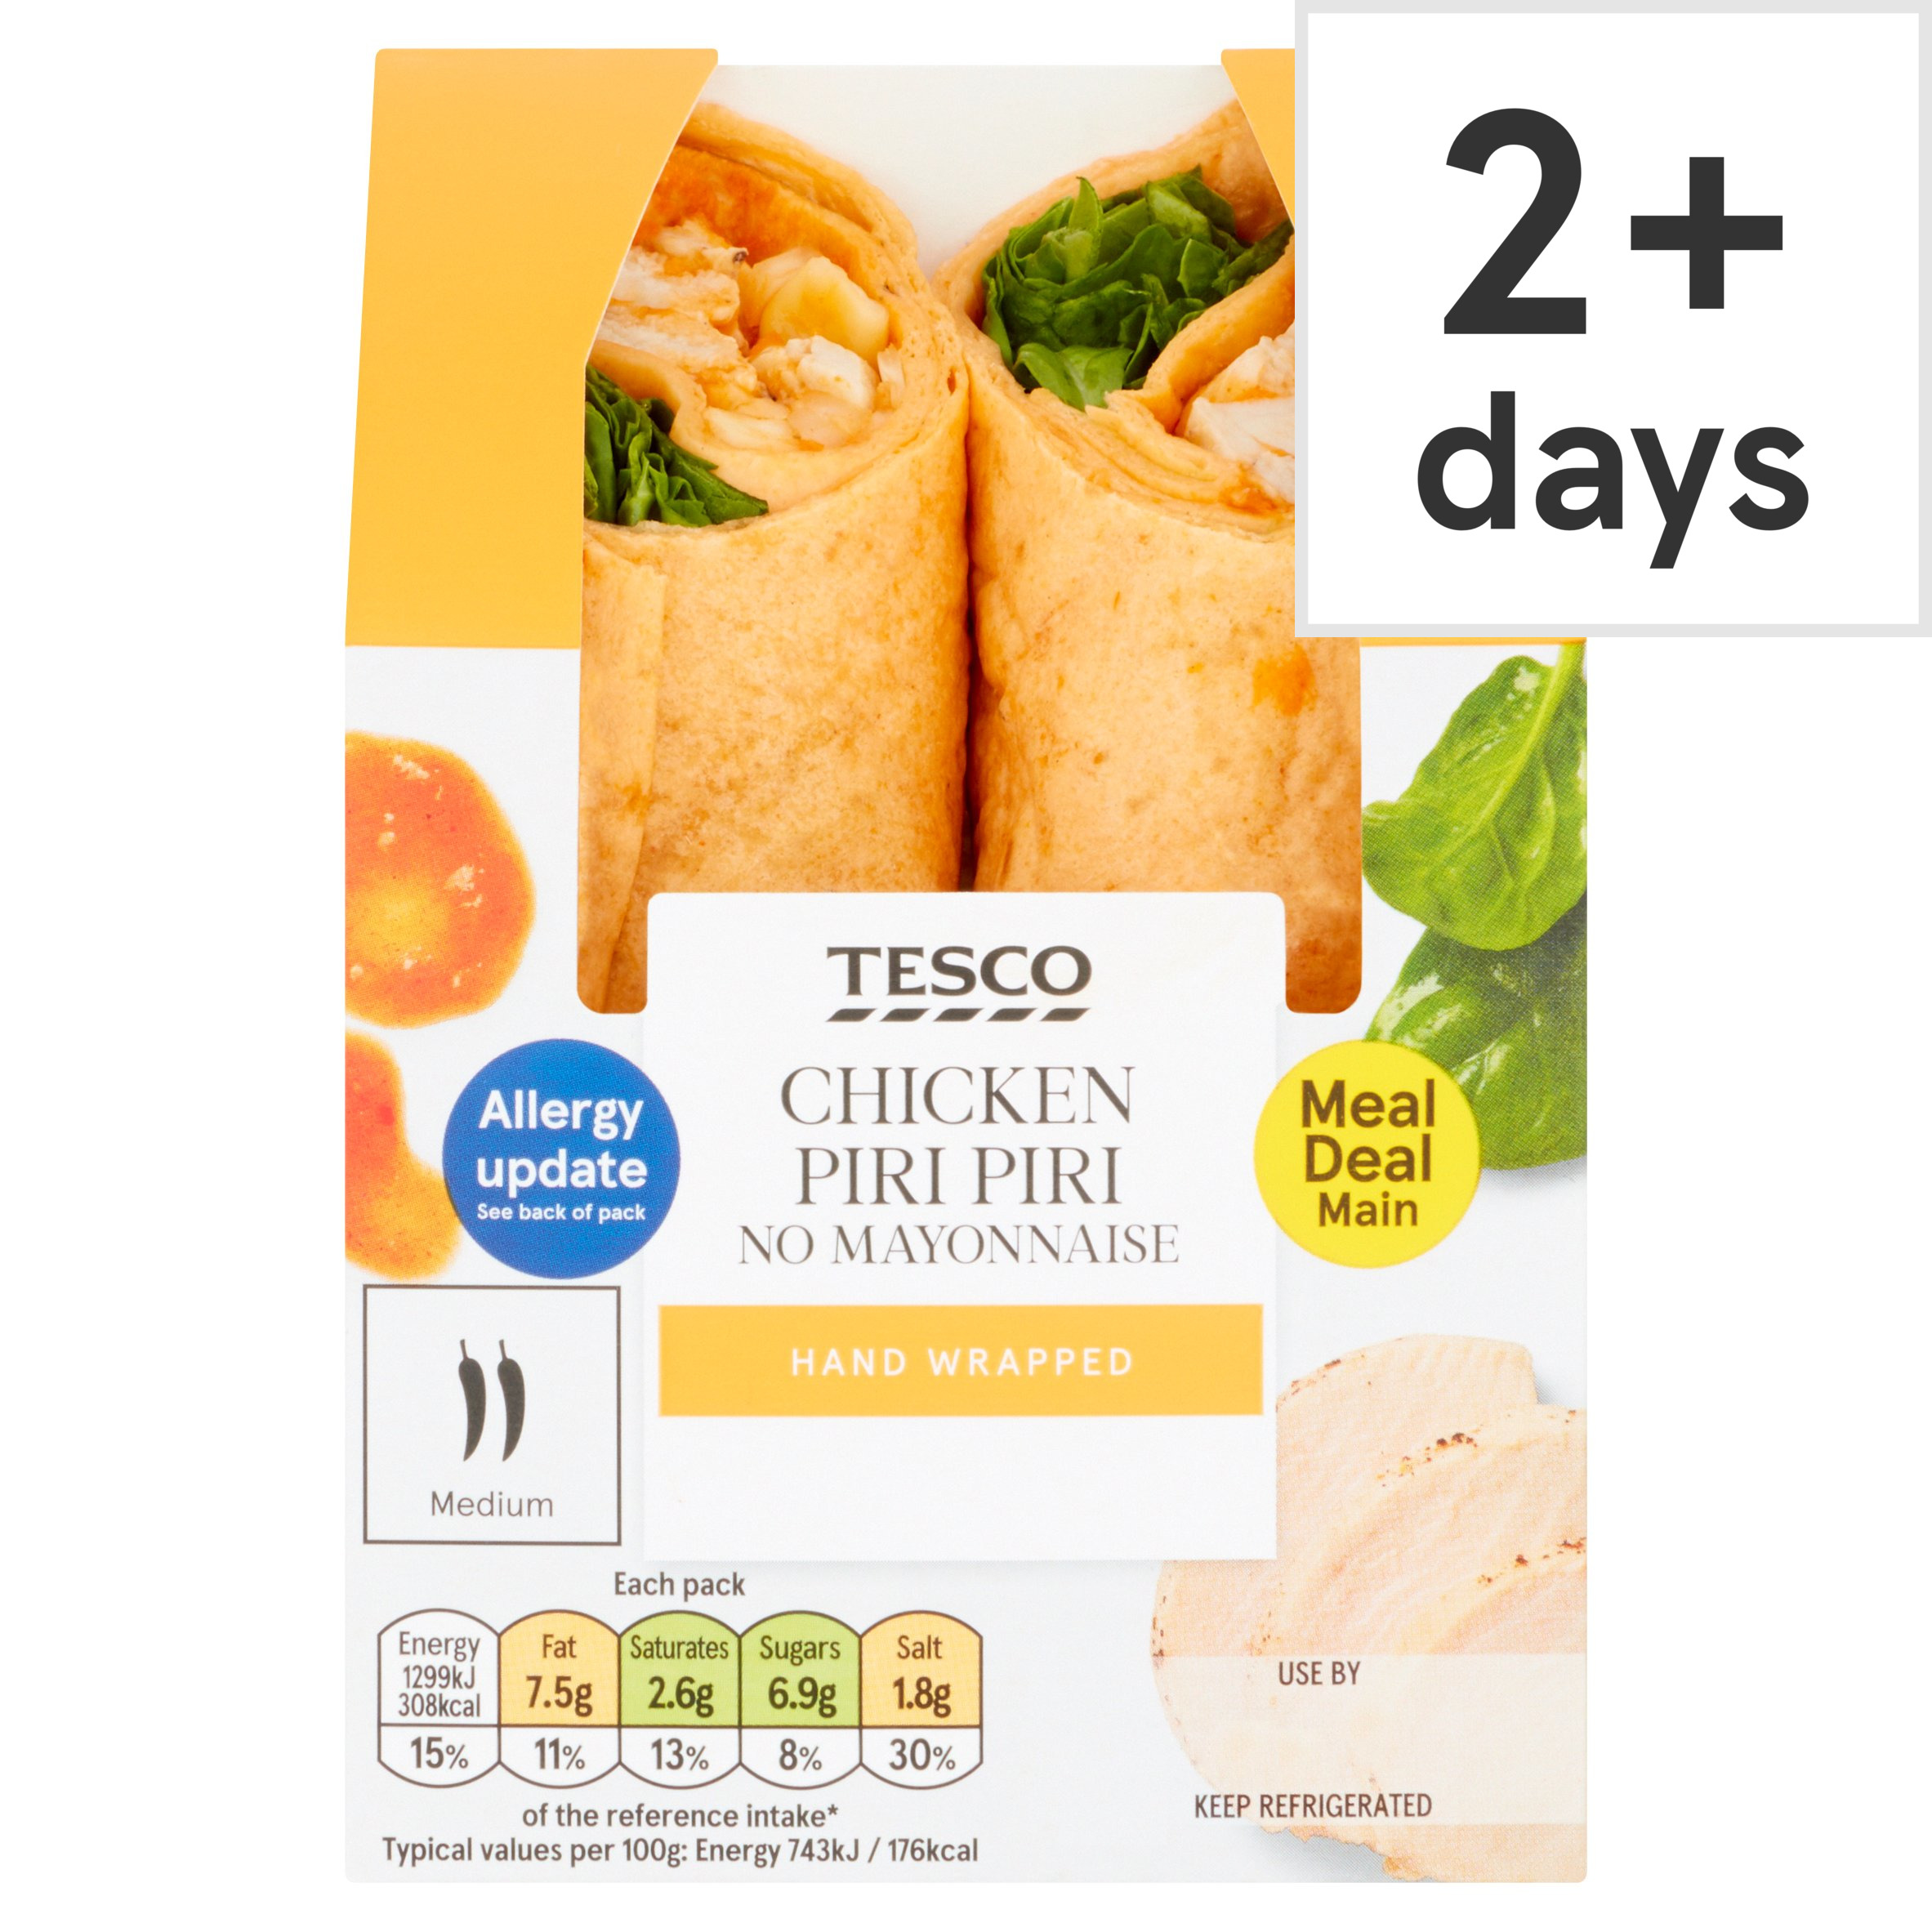 2+
days
TESCO
CHICKEN
PIRI PIRI
NO MAYONNAISE
HAND WRAPPED
Allergy
update
See back of pack
Meal
Deal
Main
Medium
Each pack
Energy
1299kJ
308kcal
15%
Fat
7.5g
11%
Saturates
2.6g
13%
Sugars
6.9g
8%
Salt
1.8g
30%
of the reference intake*
Typical values per 100g: Energy 743kJ / 176kcal
USE BY
KEEP REFRIGERATED